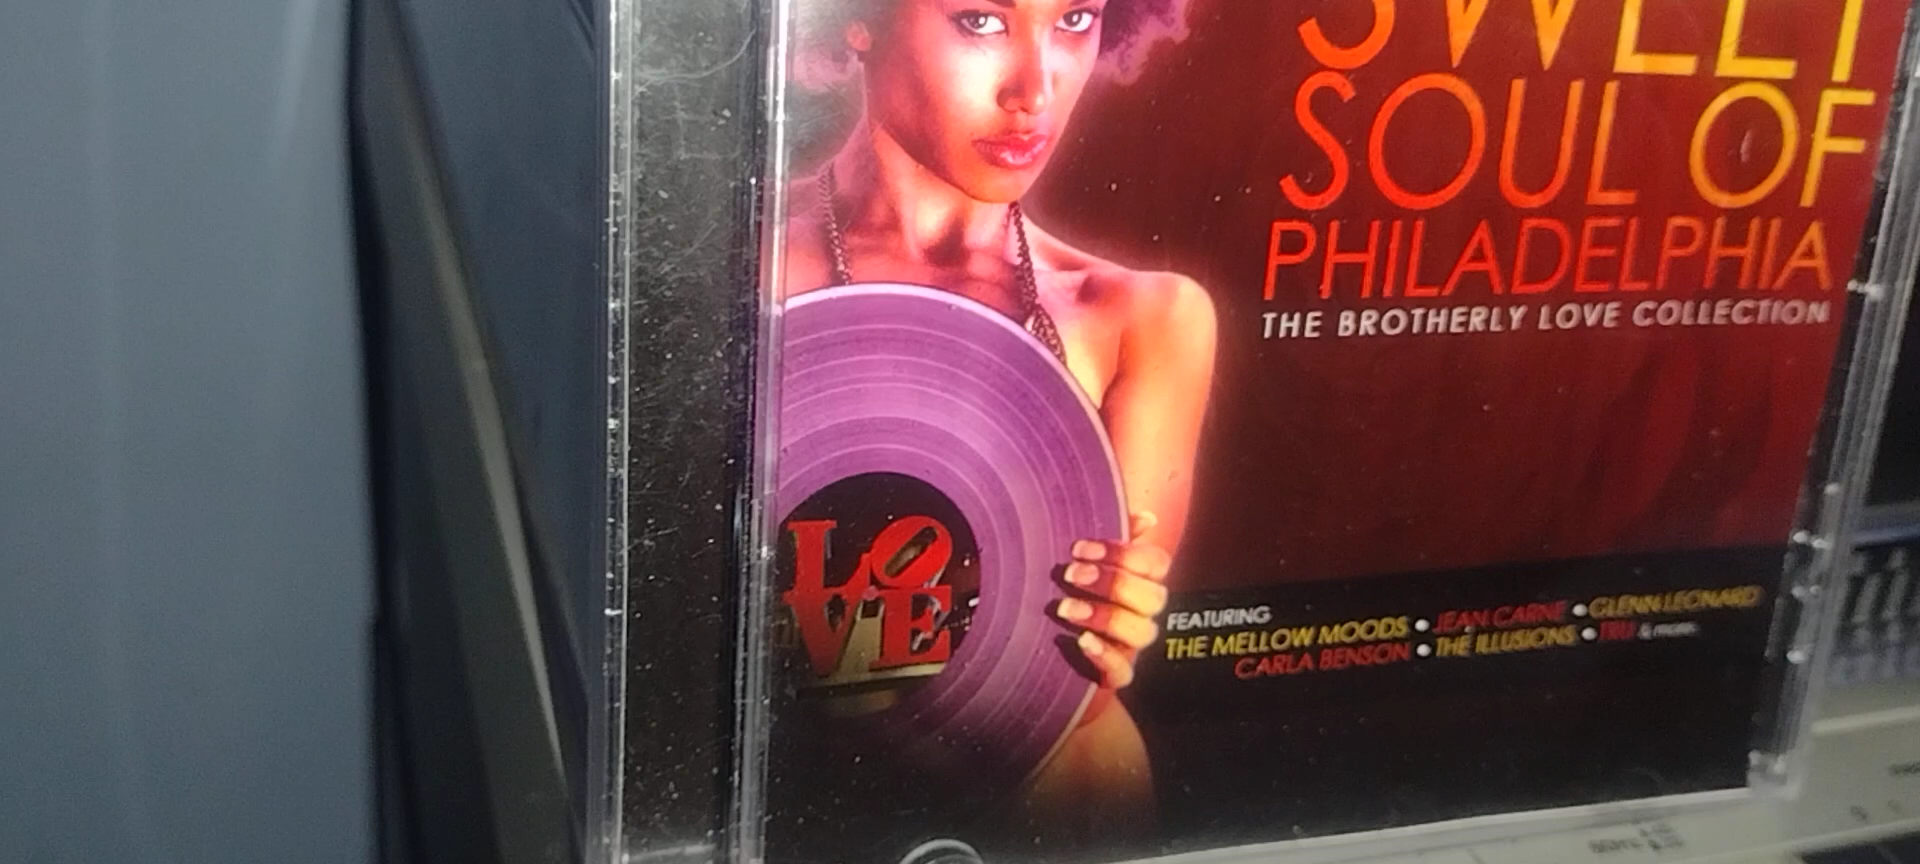 SWEET
SOUL OF
PHILADELPHIA
THE BROTHERLY LOVE COLLECTION
LOVE
FEATURING
THE MELLOW MOODS • JEAN CARNE • GLENN LEONARD
CARLA BENSON • THE ILLUSIONS • TRU & more.